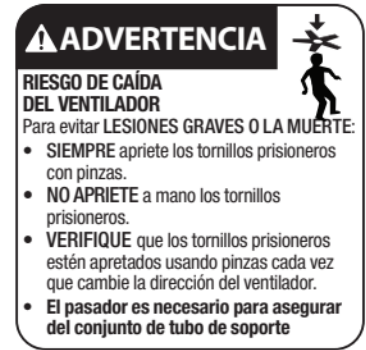 ADVERTENCIA
RIESGO DE CAÍDA
DEL VENTILADOR
Para evitar LESIONES GRAVES O LA MUERTE:
• SIEMPRE apriete los tornillos prisioneros
con pinzas.
• NO APRIETE a mano los tornillos
prisioneros.
• VERIFIQUE que los tornillos prisioneros
estén apretados usando pinzas cada vez
que cambie la dirección del ventilador.
• El pasador es necesario para asegurar
del conjunto de tubo de soporte